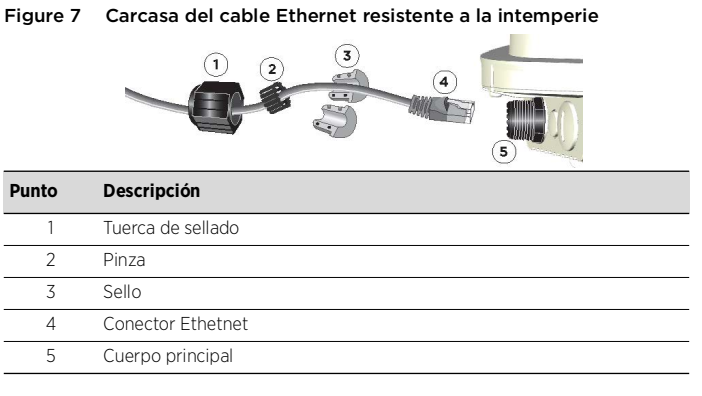 Figure 7 Carcasa del cable Ethernet resistente a la intemperie
1
2
3
4
5
Punto Descripción
1 Tuerca de sellado
2 Pinza
3 Sello
4 Conector Ethetnet
5 Cuerpo principal